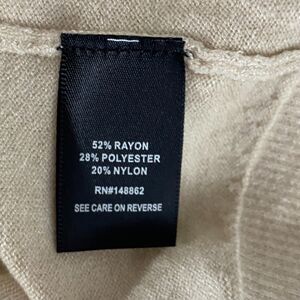 52% RAYON
28% POLYESTER
20% NYLON
RN#148862
SEE CARE ON REVERSE